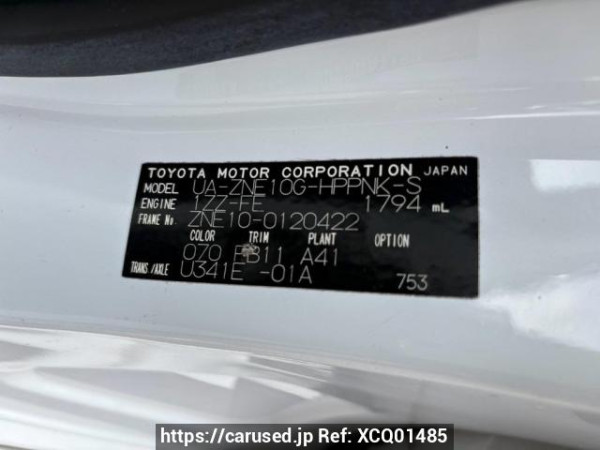 TOYOTA MOTOR CORPORATION JAPAN
MODEL UA-ZNE10G-HPPNK-S
ENGINE 1ZZ-FE 1794 mL
FRAME No. ZNE10-0120422
COLOR TRIM PLANT OPTION
070 FB11 A41
TRANS/AXLE U341E -01A 753
https://carused.jp Ref: XCQ01485